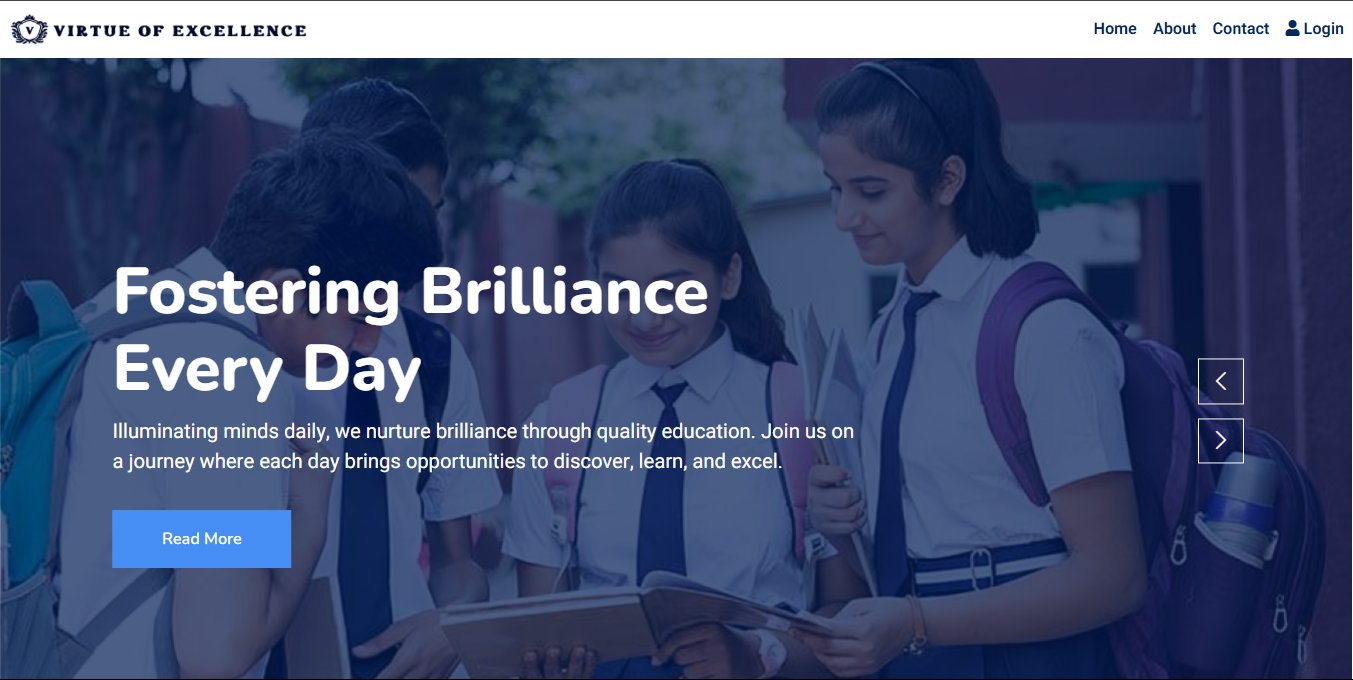 V VIRTUE OF EXCELLENCE
Home About Contact Login
Fostering Brilliance
Every Day
Illuminating minds daily, we nurture brilliance through quality education. Join us on
a journey where each day brings opportunities to discover, learn, and excel.
Read More